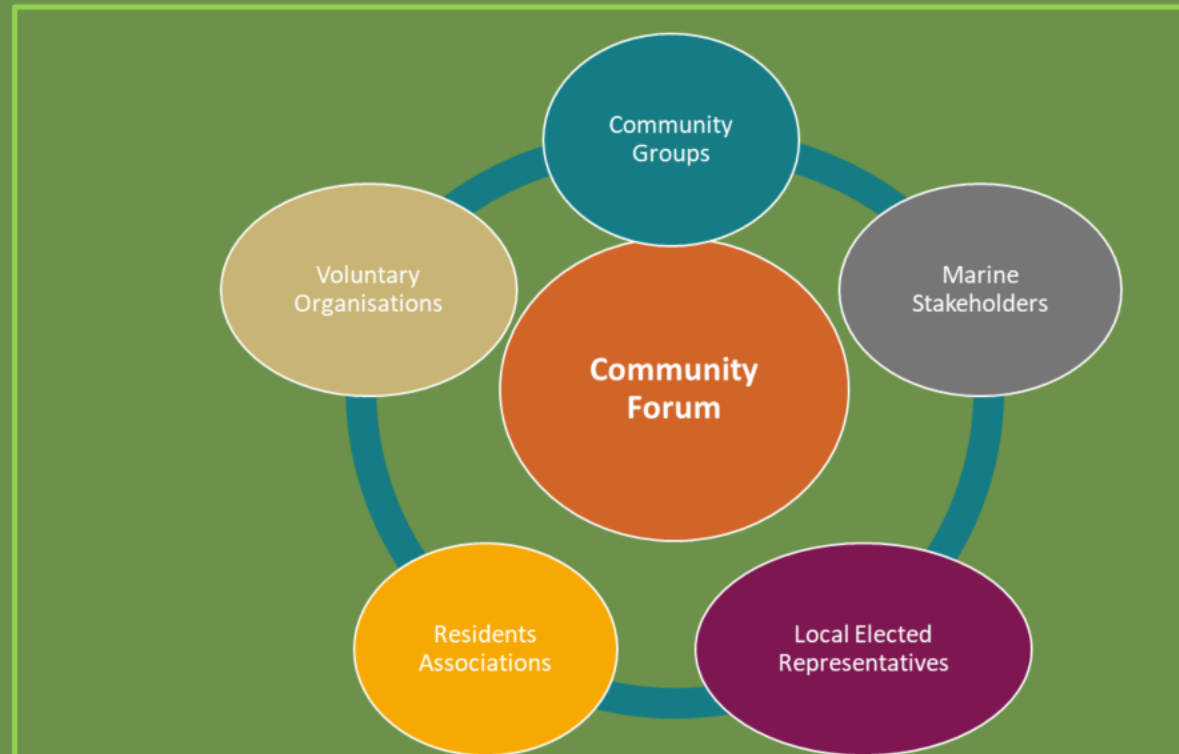 Community
Groups
Voluntary
Organisations
Marine
Stakeholders
Community
Forum
Residents
Associations
Local Elected
Representatives